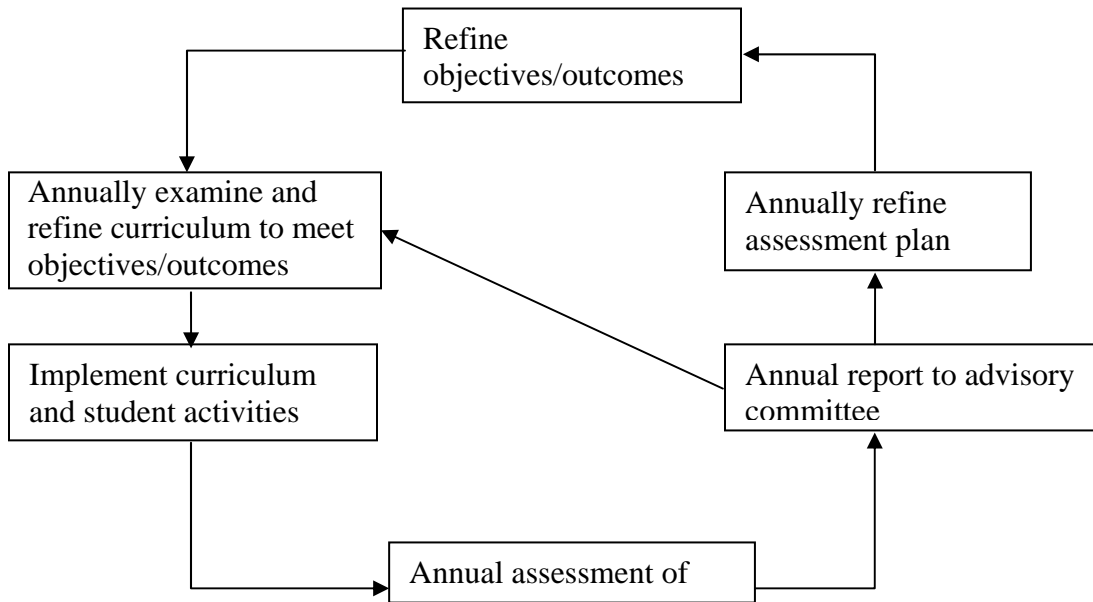 Refine
objectives/outcomes
Annually examine and
refine curriculum to meet
objectives/outcomes
Annually refine
assessment plan
Implement curriculum
and student activities
Annual report to advisory
committee
Annual assessment of